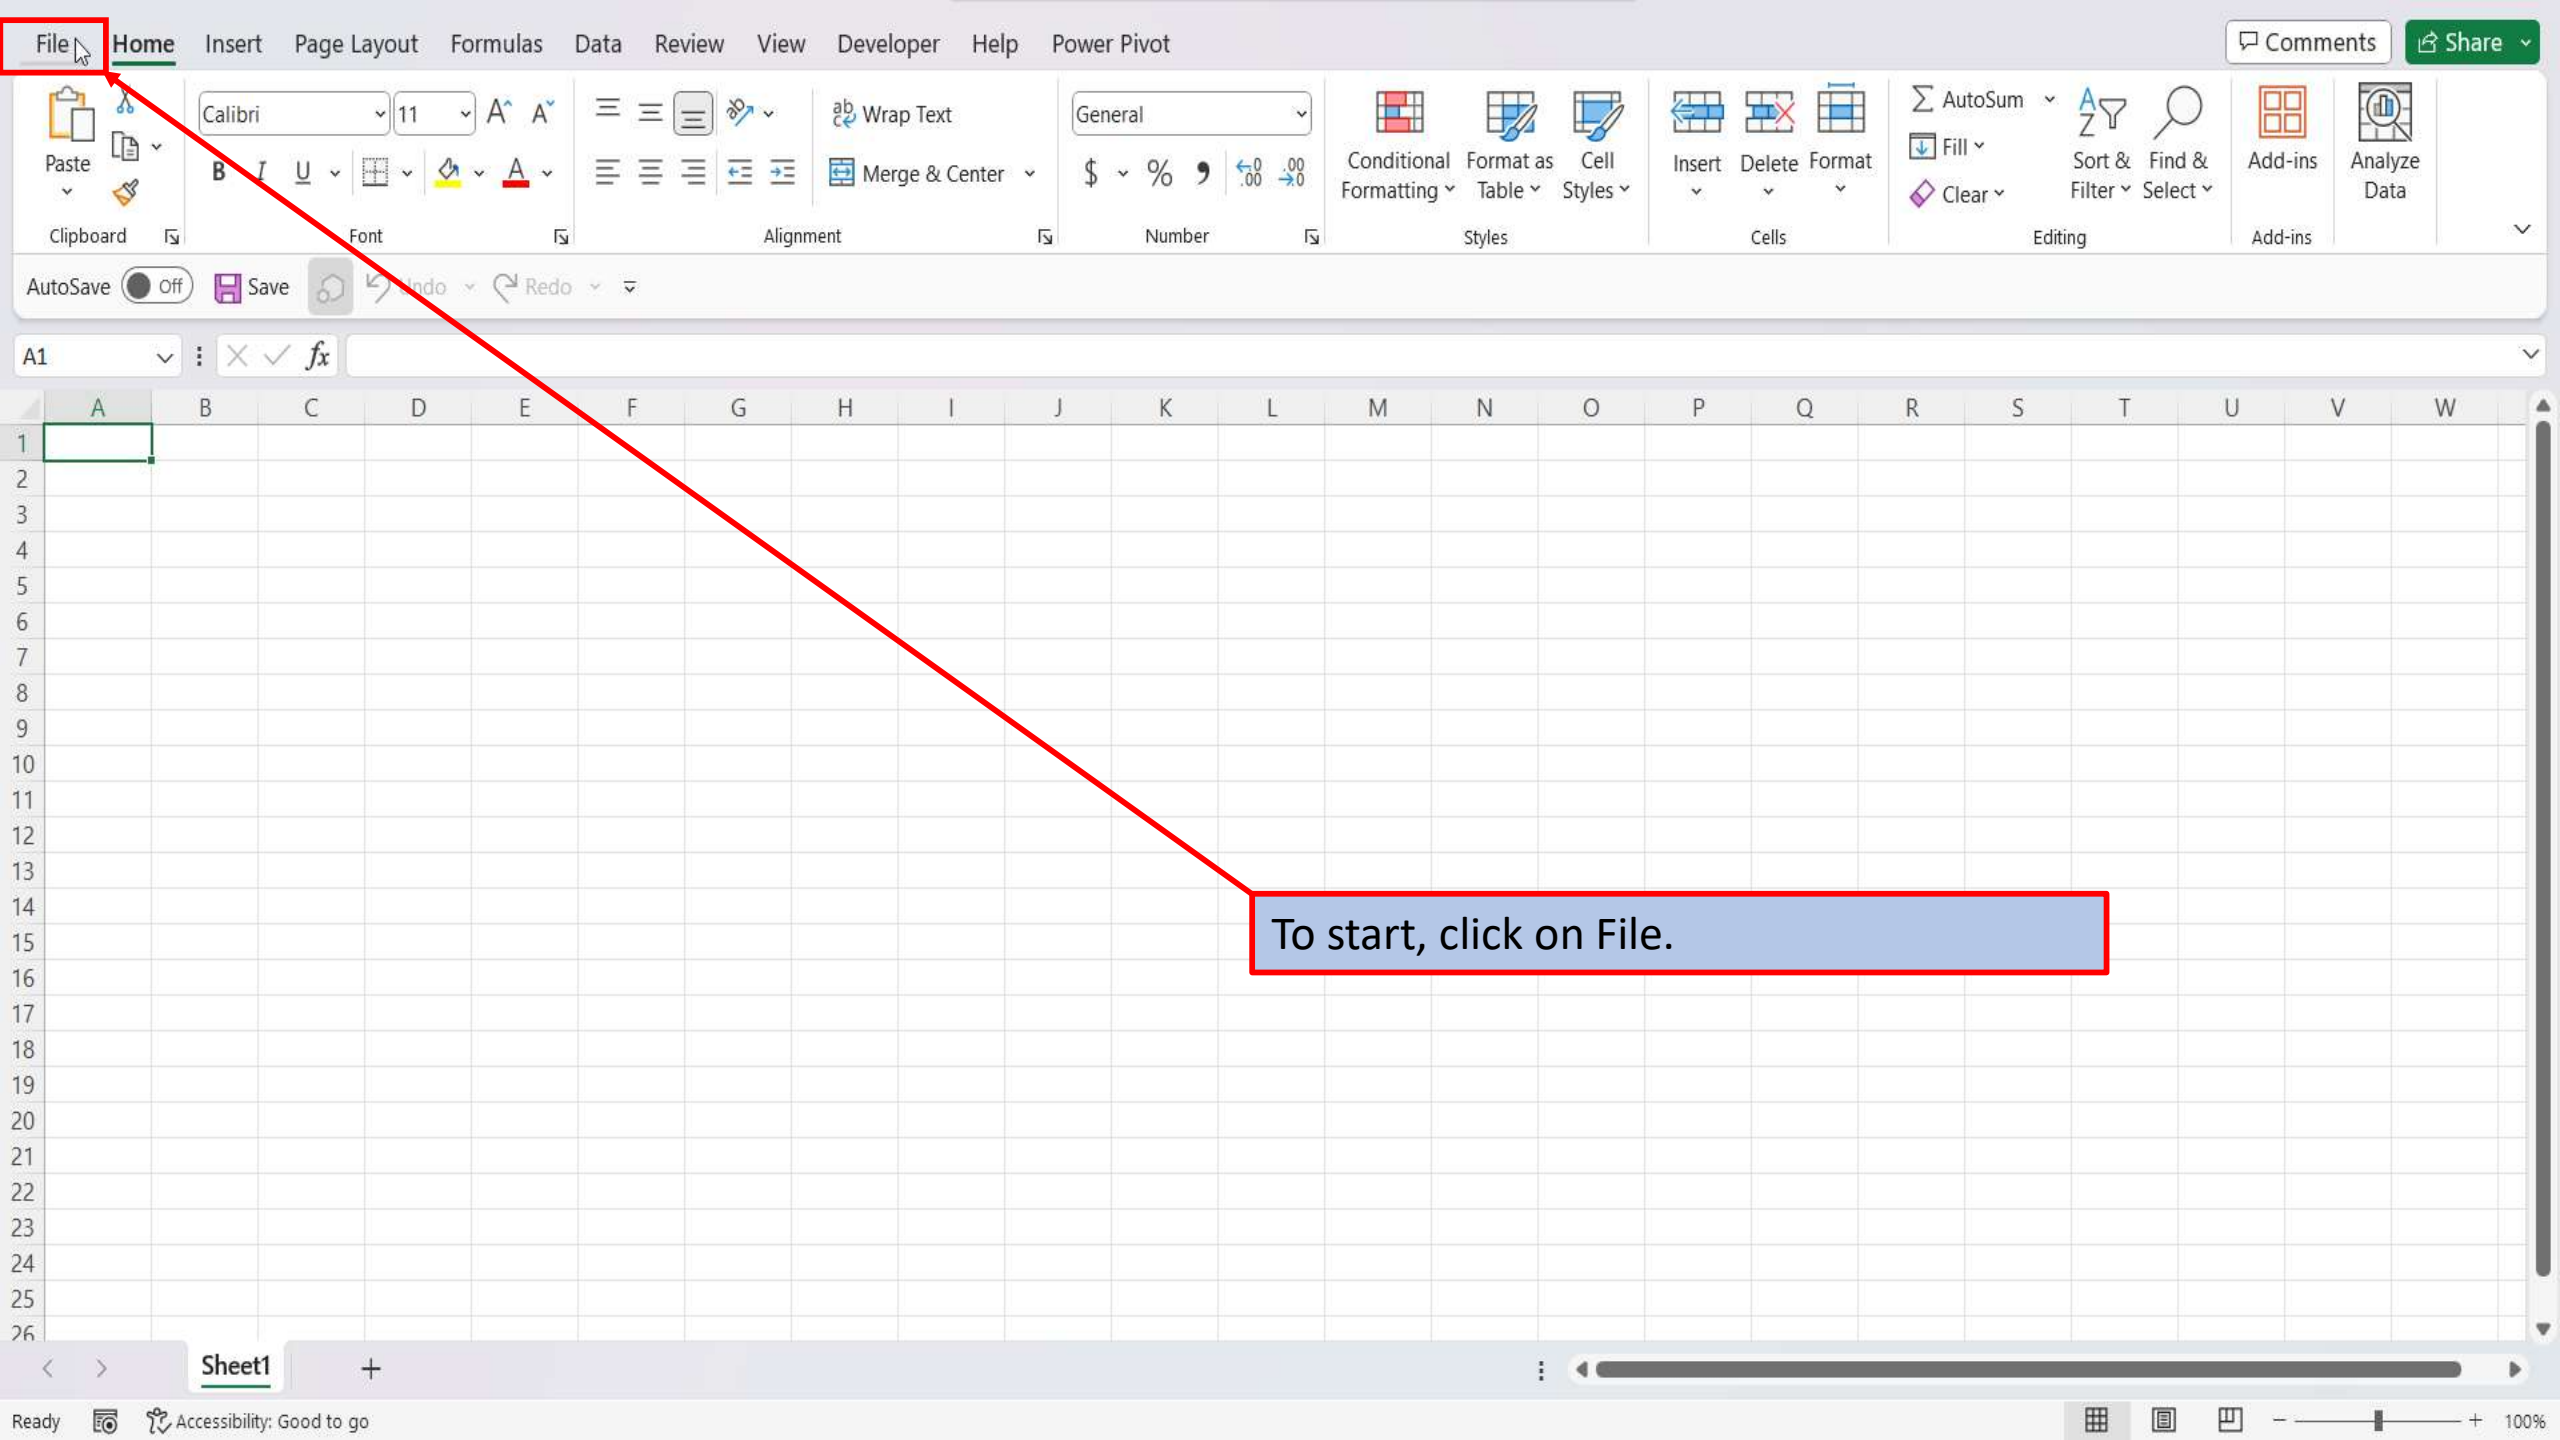 File Home Insert Page Layout Formulas Data Review View Developer Help Power Pivot Comments Share
Calibri 11 A^ A˅ ab Wrap Text General AutoSum
Paste B I U A Merge & Center $ % Conditional Formatting Format as Table Cell Styles Insert Delete Format Fill Clear Sort & Filter Find & Select Add-ins Analyze Data
Clipboard Font Alignment Number Styles Cells Editing Add-ins
AutoSave Off Save Undo Redo
A1 fx
A B C D E F G H I J K L M N O P Q R S T U V W
1
2
3
4
5
6
7
8
9
10
11
12
13
14
To start, click on File.
15
16
17
18
19
20
21
22
23
24
25
26
Sheet1 +
Ready Accessibility: Good to go 100%